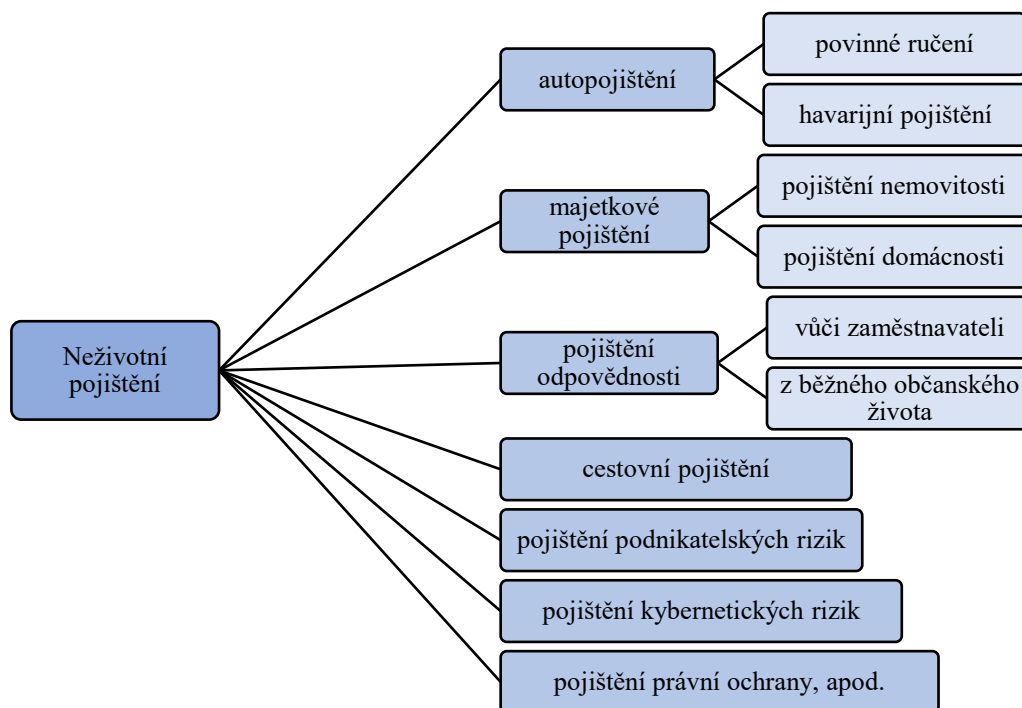 Neživotní
pojištění
autopojištění
povinné ručení
havarijní pojištění
majetkové
pojištění
pojištění nemovitosti
pojištění domácnosti
pojištění
odpovědnosti
vůči zaměstnavateli
z běžného občanského
života
cestovní pojištění
pojištění podnikatelských rizik
pojištění kybernetických rizik
pojištění právní ochrany, apod.